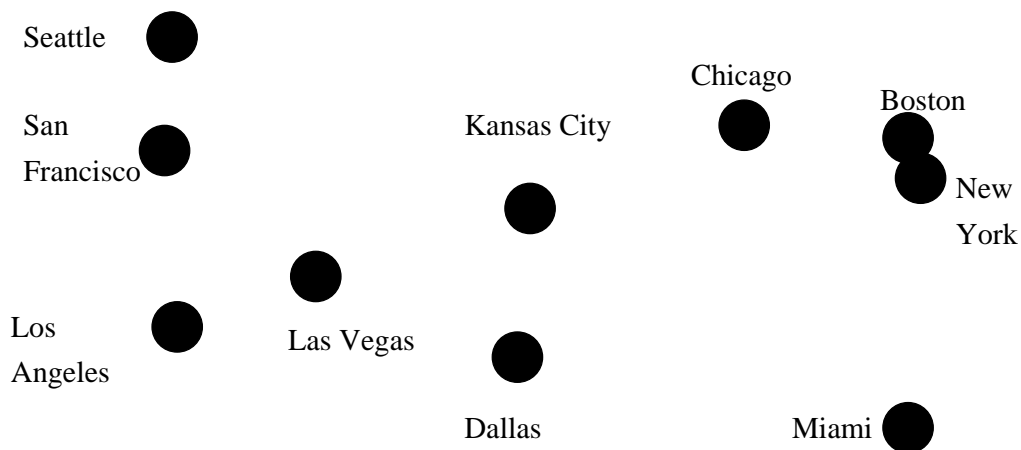 Seattle
Chicago
Boston
San
Francisco
Kansas City
New
York
Los
Angeles
Las Vegas
Dallas
Miami